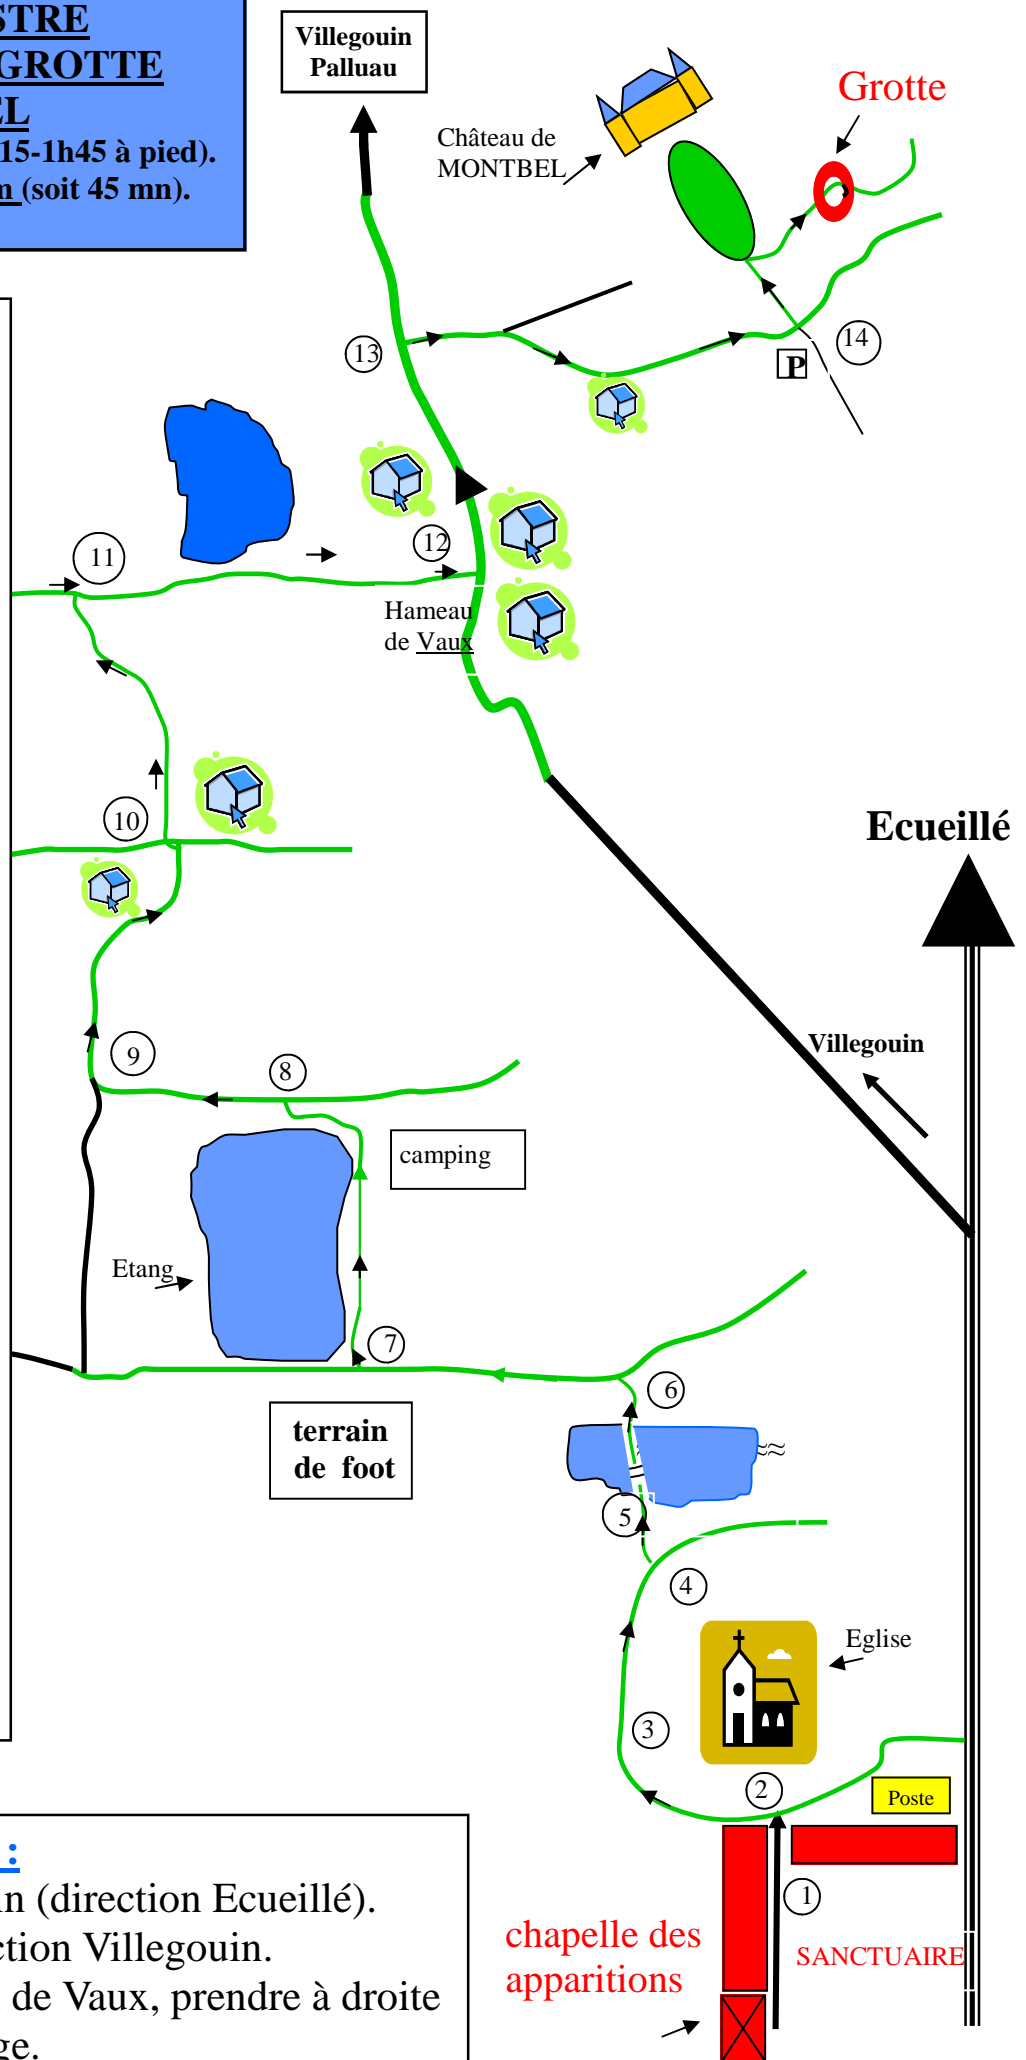 STRE
GROTTE
EL
15-1h45 à pied).
m (soit 45 mn).
Villegouin
Palluau
Château de
MONTBEL
Grotte
13
14
P
11
12
Hameau
de Vaux
10
Ecueillé
9
8
Villegouin
camping
Etang
7
6
terrain
de foot
≈
≈≈
5
4
Eglise
3
2
Poste
1
chapelle des
apparitions
SANCTUAIRE
:
n (direction Ecueillé).
ction Villegouin.
de Vaux, prendre à droite
ge.